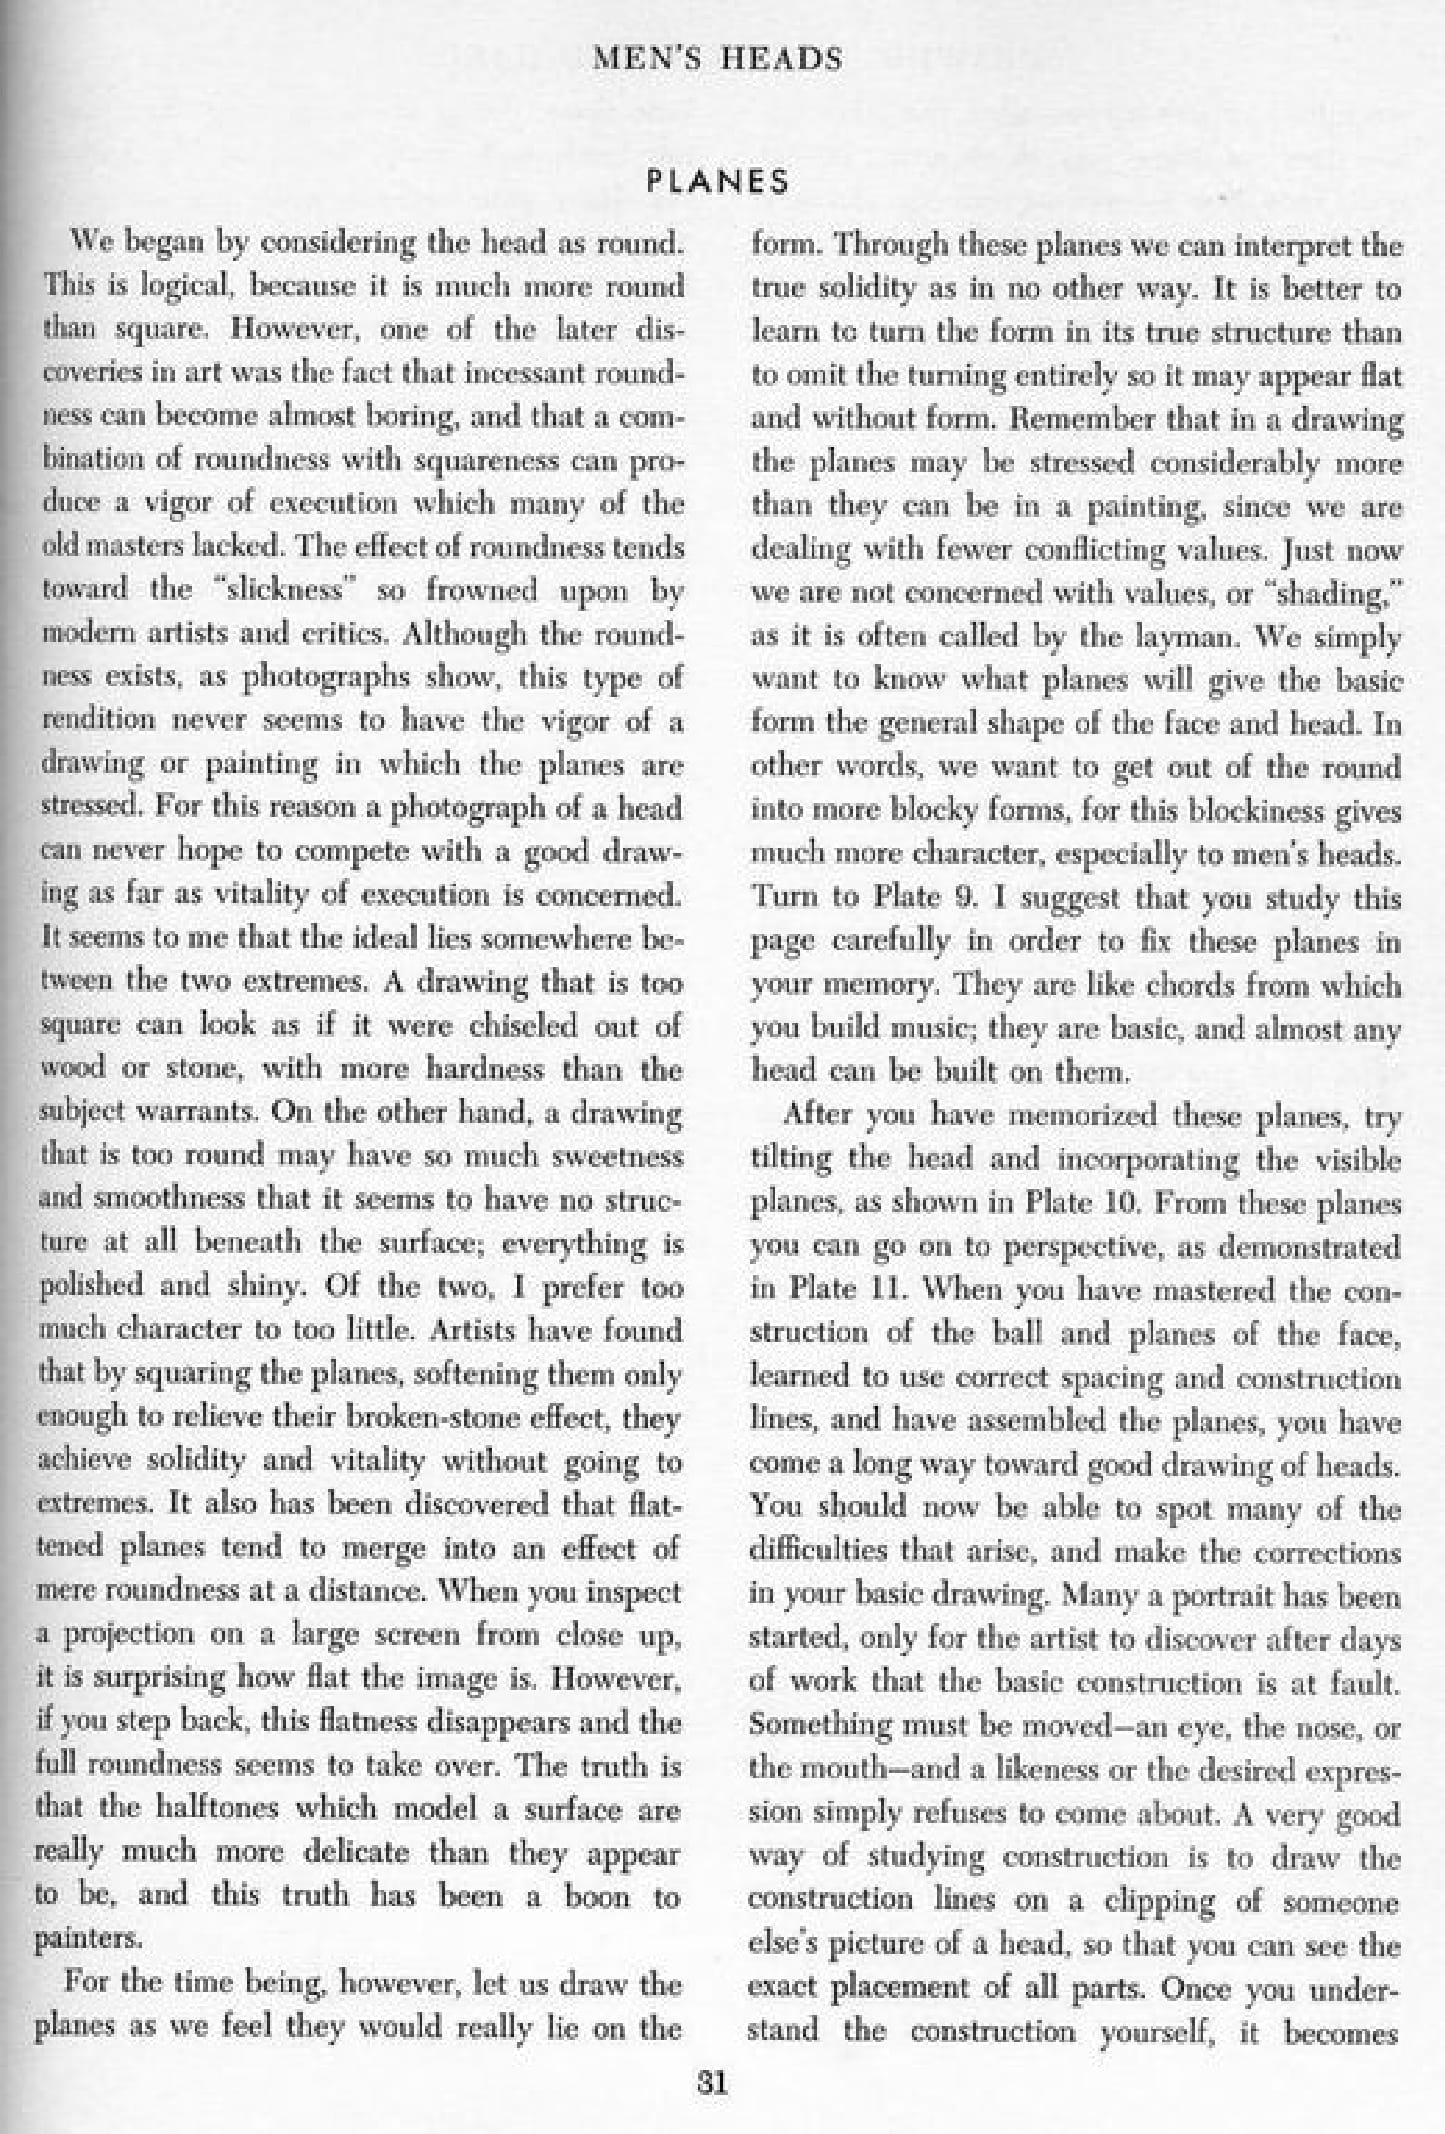 MEN'S HEADS
PLANES
We began by considering the head as round.
This is logical, because it is much more round
than square. However, one of the later dis-
coveries in art was the fact that incessant round-
ness can become almost boring, and that a com-
bination of roundness with squareness can pro-
duce a vigor of execution which many of the
old masters lacked. The effect of roundness tends
toward the "slickness" so frowned upon by
modern artists and critics. Although the round-
ness exists, as photographs show, this type of
rendition never seems to have the vigor of a
drawing or painting in which the planes are
stressed. For this reason a photograph of a head
can never hope to compete with a good draw-
ing as far as vitality of execution is concerned.
It seems to me that the ideal lies somewhere be-
tween the two extremes. A drawing that is too
square can look as if it were chiseled out of
wood or stone, with more hardness than the
subject warrants. On the other hand, a drawing
that is too round may have so much sweetness
and smoothness that it seems to have no struc-
ture at all beneath the surface; everything is
polished and shiny. Of the two, I prefer too
much character to too little. Artists have found
that by squaring the planes, softening them only
enough to relieve their broken-stone effect, they
achieve solidity and vitality without going to
extremes. It also has been discovered that flat-
tened planes tend to merge into an effect of
mere roundness at a distance. When you inspect
a projection on a large screen from close up,
it is surprising how flat the image is. However,
if you step back, this flatness disappears and the
full roundness seems to take over. The truth is
that the halftones which model a surface are
really much more delicate than they appear
to be, and this truth has been a boon to
painters.
For the time being, however, let us draw the
planes as we feel they would really lie on the
form. Through these planes we can interpret the
true solidity as in no other way. It is better to
learn to turn the form in its true structure than
to omit the turning entirely so it may appear flat
and without form. Remember that in a drawing
the planes may be stressed considerably more
than they can be in a painting, since we are
dealing with fewer conflicting values. Just now
we are not concerned with values, or "shading,"
as it is often called by the layman. We simply
want to know what planes will give the basic
form the general shape of the face and head. In
other words, we want to get out of the round
into more blocky forms, for this blockiness gives
much more character, especially to men's heads.
Turn to Plate 9. I suggest that you study this
page carefully in order to fix these planes in
your memory. They are like chords from which
you build music; they are basic, and almost any
head can be built on them.
After you have memorized these planes, try
tilting the head and incorporating the visible
planes, as shown in Plate 10. From these planes
you can go on to perspective, as demonstrated
in Plate 11. When you have mastered the con-
struction of the ball and planes of the face,
learned to use correct spacing and construction
lines, and have assembled the planes, you have
come a long way toward good drawing of heads.
You should now be able to spot many of the
difficulties that arise, and make the corrections
in your basic drawing. Many a portrait has been
started, only for the artist to discover after days
of work that the basic construction is at fault.
Something must be moved—an eye, the nose, or
the mouth—and a likeness or the desired expres-
sion simply refuses to come about. A very good
way of studying construction is to draw the
construction lines on a clipping of someone
else's picture of a head, so that you can see the
exact placement of all parts. Once you under-
stand the construction yourself, it becomes
31